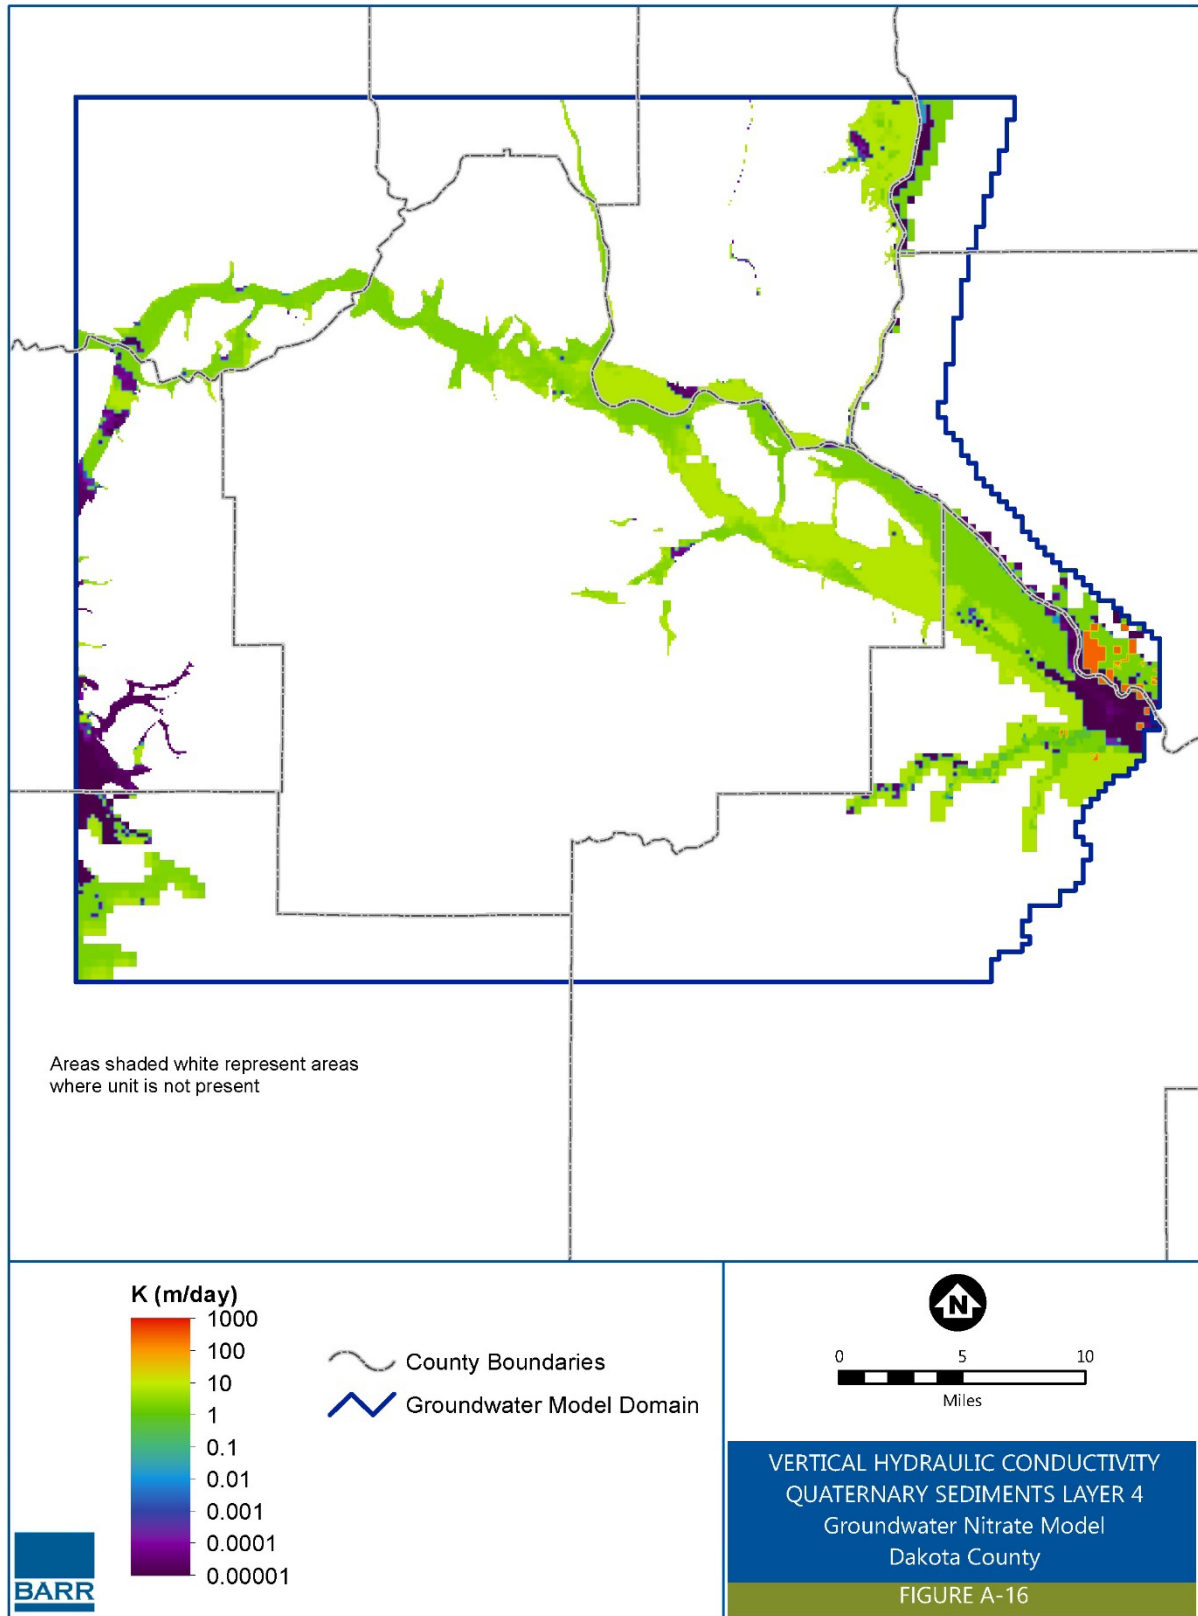 Areas shaded white represent areas
where unit is not present
K (m/day)
1000
100
10
1
0.1
0.01
0.001
0.0001
0.00001
County Boundaries
Groundwater Model Domain
N
0 5 10
Miles
VERTICAL HYDRAULIC CONDUCTIVITY
QUATERNARY SEDIMENTS LAYER 4
Groundwater Nitrate Model
Dakota County
FIGURE A-16
BARR